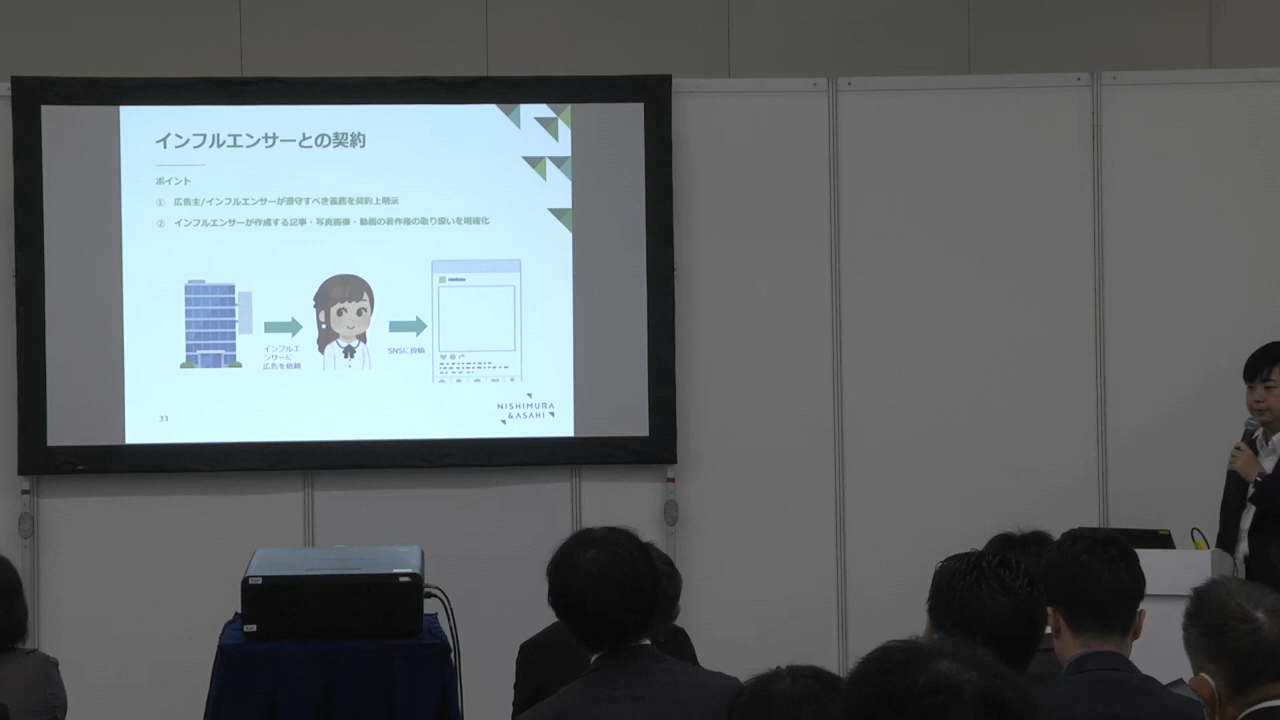 インフルエンサーとの契約
ポイント
① 広告主/インフルエンサーが遵守すべき義務を契約上明示
② インフルエンサーが作成する記事・写真画像・動画の著作権の取り扱いを明確化
インフルエ
ンサーに
広告を依頼
SNSに投稿
33
NISHIMURA
& ASAHI